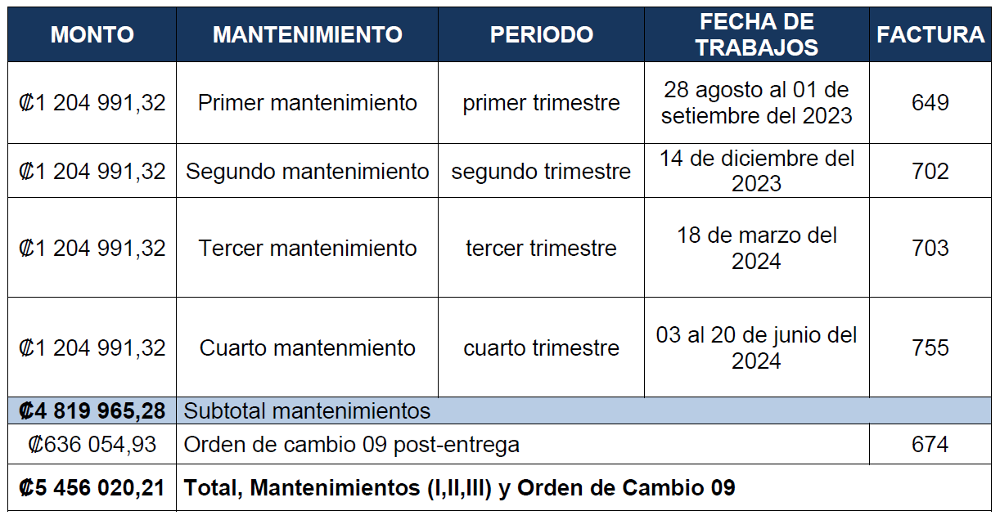 MONTO MANTENIMIENTO PERIODO FECHA DE TRABAJOS FACTURA
₡1 204 991,32 Primer mantenimiento primer trimestre 28 agosto al 01 de setiembre del 2023 649
₡1 204 991,32 Segundo mantenimiento segundo trimestre 14 de diciembre del 2023 702
₡1 204 991,32 Tercer mantenimiento tercer trimestre 18 de marzo del 2024 703
₡1 204 991,32 Cuarto mantenmiento cuarto trimestre 03 al 20 de junio del 2024 755
₡4 819 965,28 Subtotal mantenimientos
₡636 054,93 Orden de cambio 09 post-entrega 674
₡5 456 020,21 Total, Mantenimientos (I,II,III) y Orden de Cambio 09